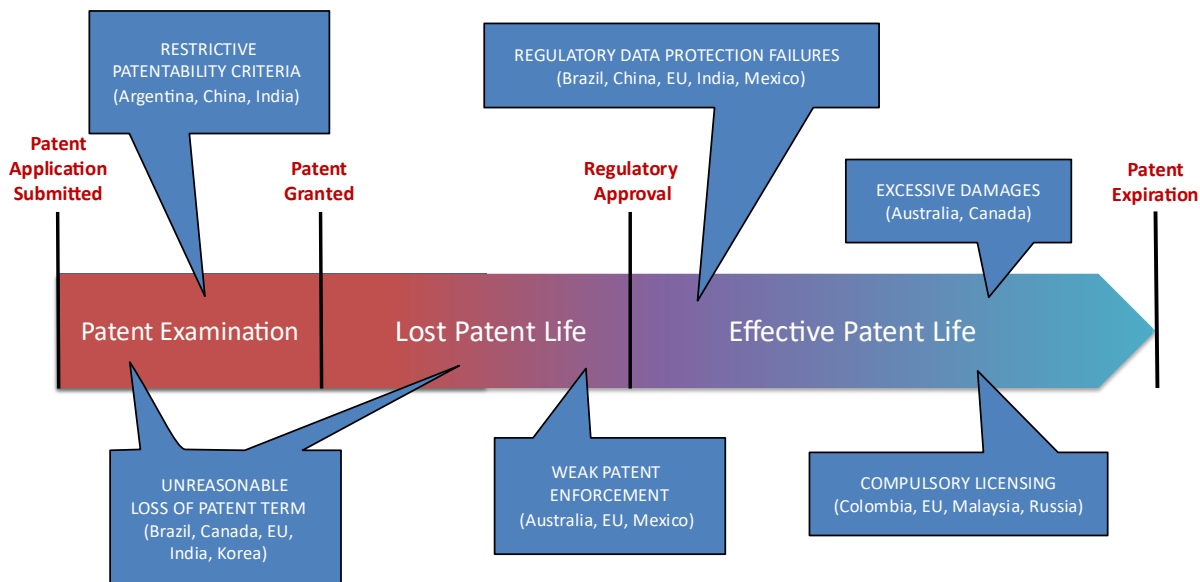 RESTRICTIVE
PATENTABILITY CRITERIA
(Argentina, China, India)
REGULATORY DATA PROTECTION FAILURES
(Brazil, China, EU, India, Mexico)
Patent
Application
Submitted
Patent
Granted
Regulatory
Approval
EXCESSIVE DAMAGES
(Australia, Canada)
Patent
Expiration
Patent Examination
Lost Patent Life
Effective Patent Life
UNREASONABLE
LOSS OF PATENT TERM
(Brazil, Canada, EU,
India, Korea)
WEAK PATENT
ENFORCEMENT
(Australia, EU, Mexico)
COMPULSORY LICENSING
(Colombia, EU, Malaysia, Russia)